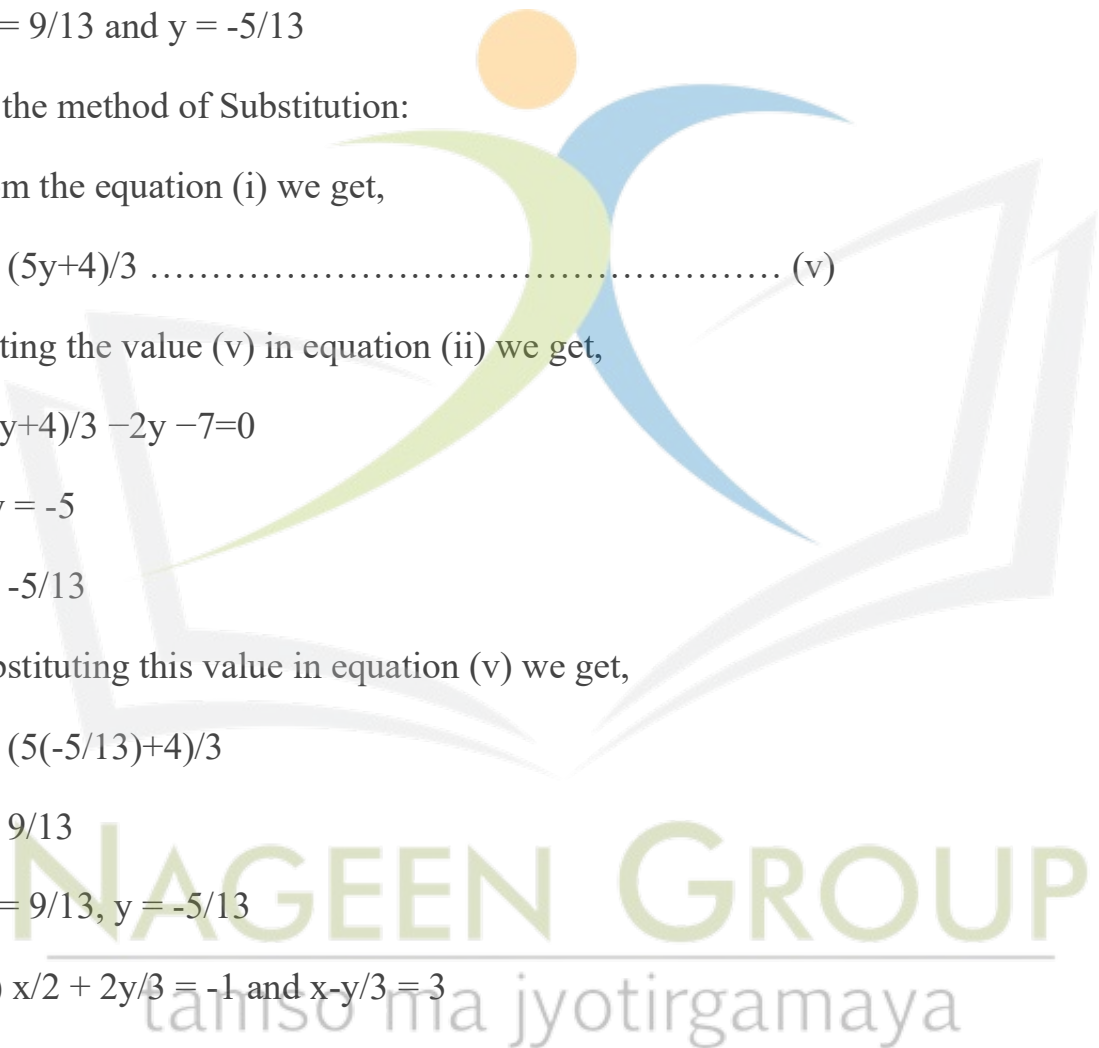 = 9/13 and y = -5/13
the method of Substitution:
m the equation (i) we get,
(5y+4)/3 ……………………………………………… (v)
ting the value (v) in equation (ii) we get,
y+4)/3 −2y −7=0
= -5
-5/13
stituting this value in equation (v) we get,
(5(-5/13)+4)/3
9/13
NAGEEN GROUP
= 9/13, y = -5/13
) x/2 + 2y/3 = -1 and x-y/3 = 3
tamso ma jyotirgamaya